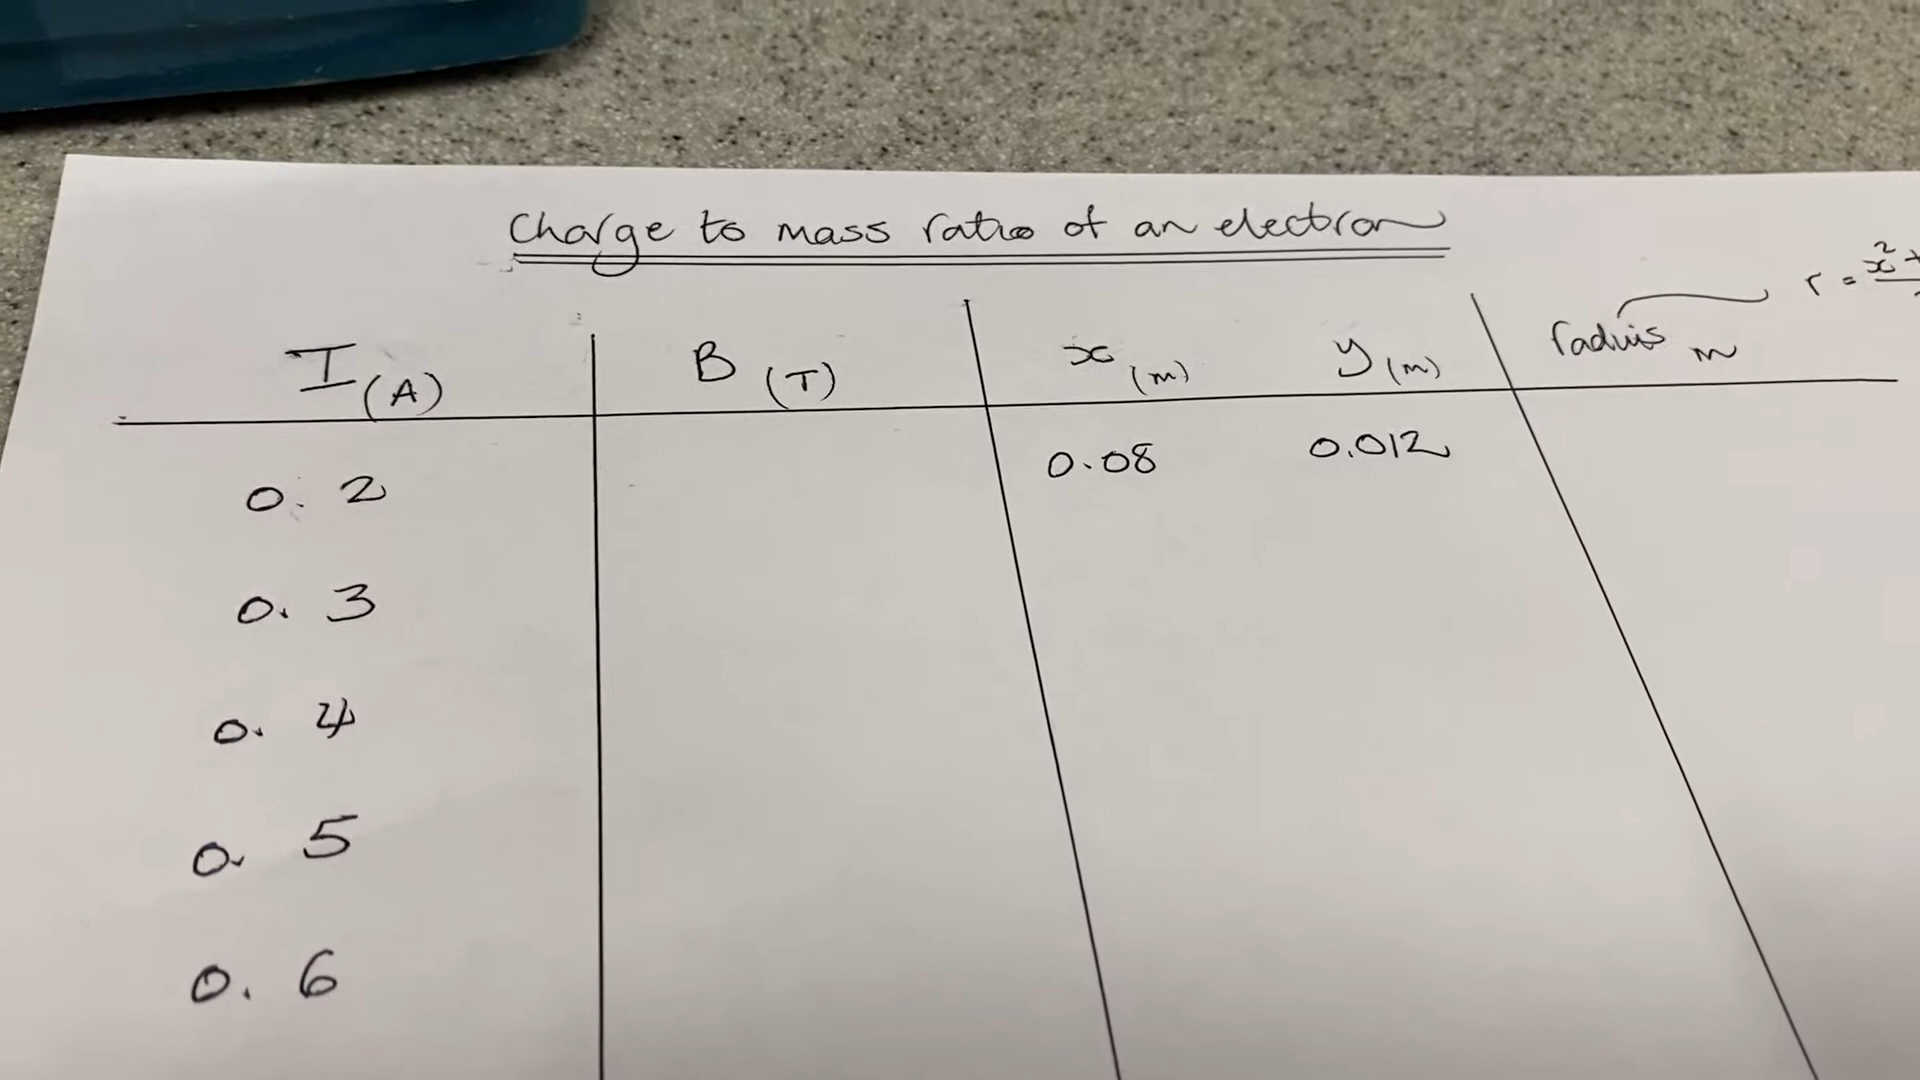 Charge to mass ratio of an electron
r = x² +
I (A) B (T) x (m) y (m) radius m
0.2 0.08 0.012
0.3
0.4
0.5
0.6